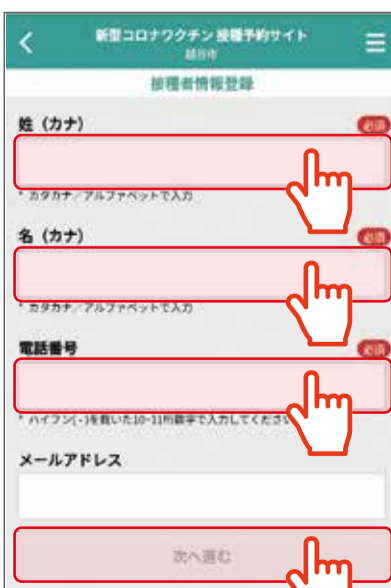 新型コロナワクチン 接種予約サイト
越谷市
接種者情報登録
姓（カナ）
必須
* カタカナ／アルファベットで入力
名（カナ）
必須
* カタカナ／アルファベットで入力
電話番号
必須
* ハイフン[-]を除いた10~11桁数字で入力してください
メールアドレス
次へ進む